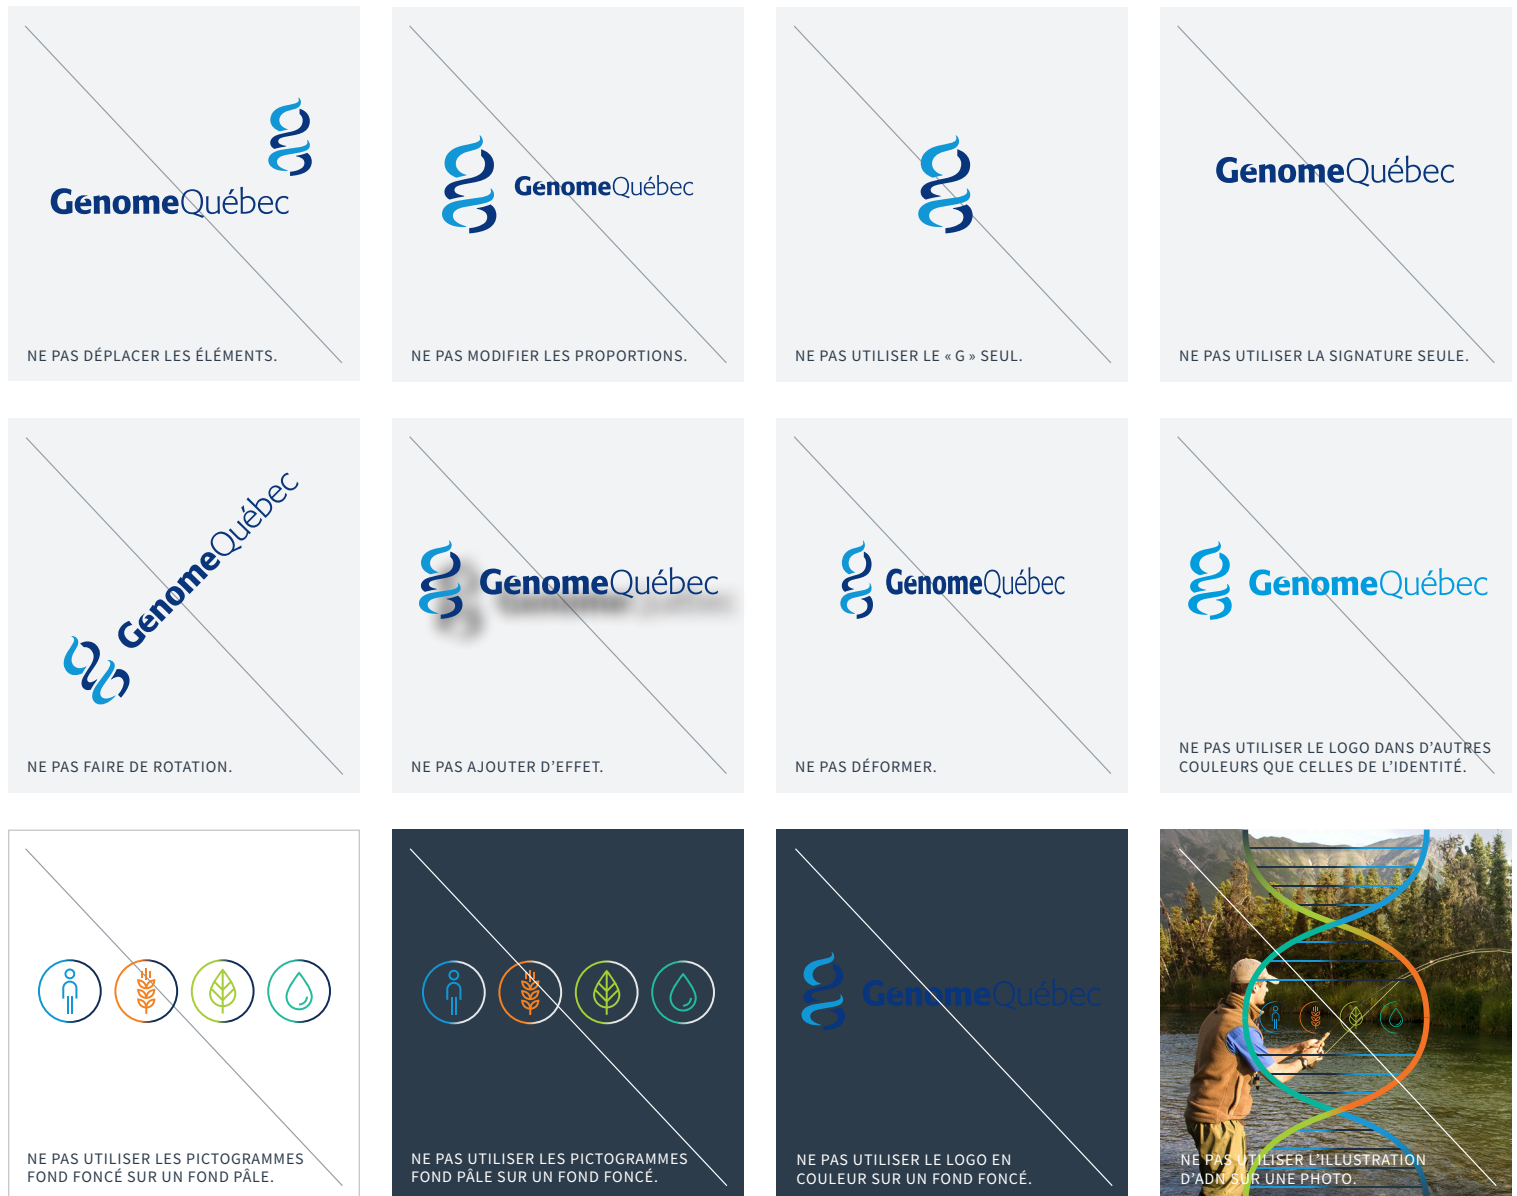 GenomeQuébec
NE PAS DÉPLACER LES ÉLÉMENTS.
GenomeQuébec
NE PAS MODIFIER LES PROPORTIONS.
NE PAS UTILISER LE « G » SEUL.
GenomeQuébec
NE PAS UTILISER LA SIGNATURE SEULE.
GenomeQuébec
NE PAS FAIRE DE ROTATION.
GenomeQuébec
NE PAS AJOUTER D’EFFET.
GenomeQuébec
NE PAS DÉFORMER.
GenomeQuébec
NE PAS UTILISER LE LOGO DANS D’AUTRES
COULEURS QUE CELLES DE L’IDENTITÉ.
NE PAS UTILISER LES PICTOGRAMMES
FOND FONCÉ SUR UN FOND PÂLE.
NE PAS UTILISER LES PICTOGRAMMES
FOND PÂLE SUR UN FOND FONCÉ.
GenomeQuébec
NE PAS UTILISER LE LOGO EN
COULEUR SUR UN FOND FONCÉ.
NE PAS UTILISER L’ILLUSTRATION
D’ADN SUR UNE PHOTO.